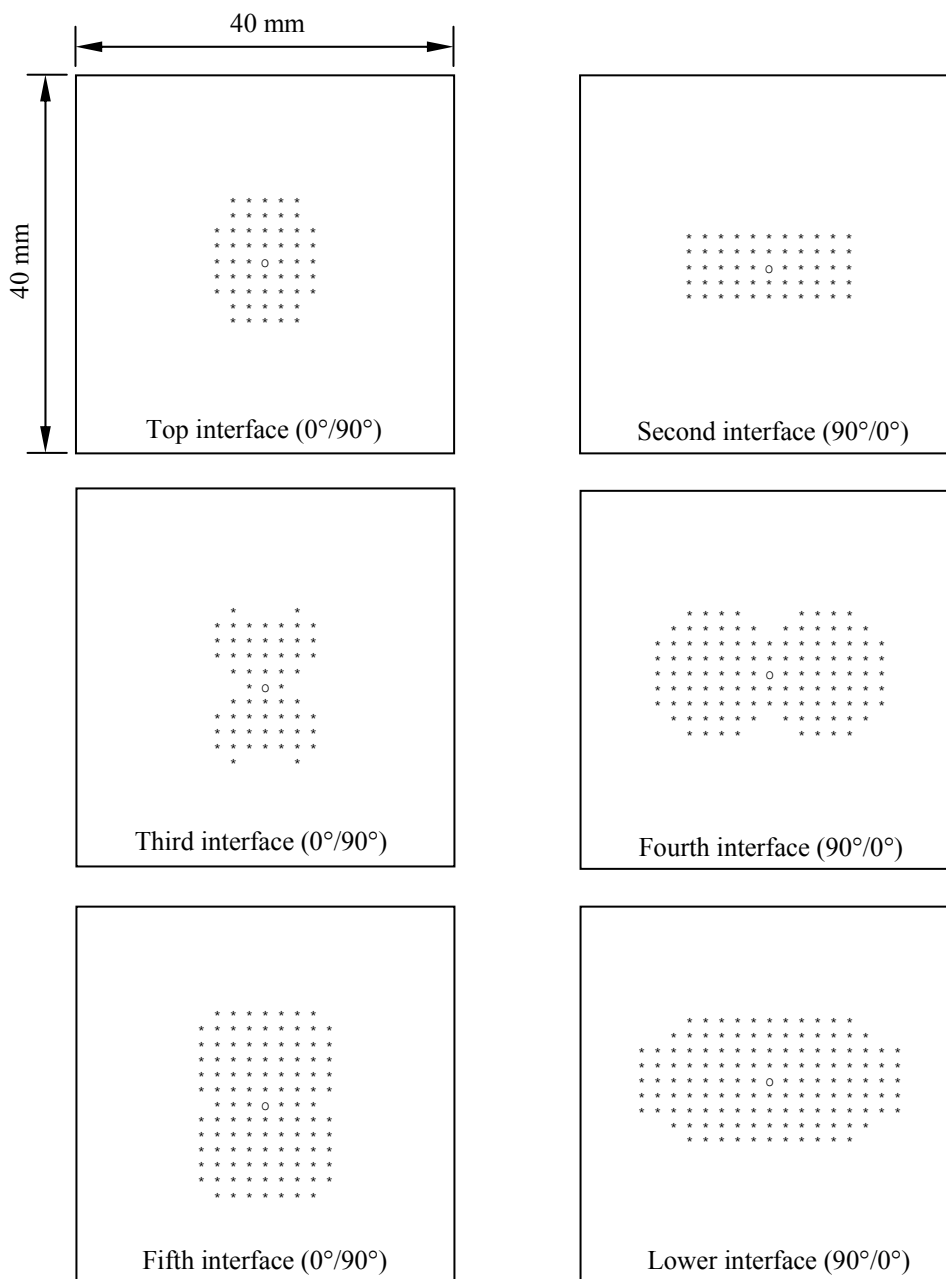 40 mm
40 mm
Top interface (0°/90°)
Second interface (90°/0°)
Third interface (0°/90°)
Fourth interface (90°/0°)
Fifth interface (0°/90°)
Lower interface (90°/0°)